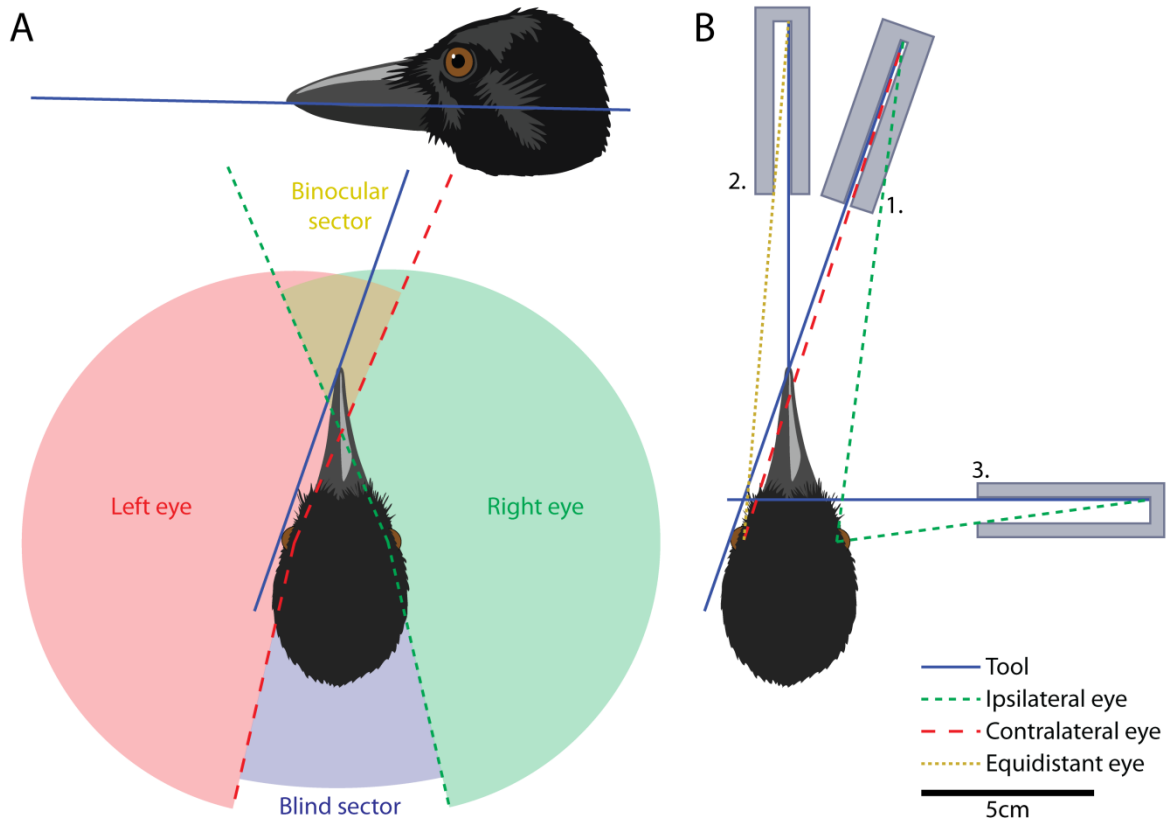 A
Binocular
sector
Left eye
Right eye
Blind sector
B
2.
1.
3.
Tool
Ipsilateral eye
Contralateral eye
Equidistant eye
5cm